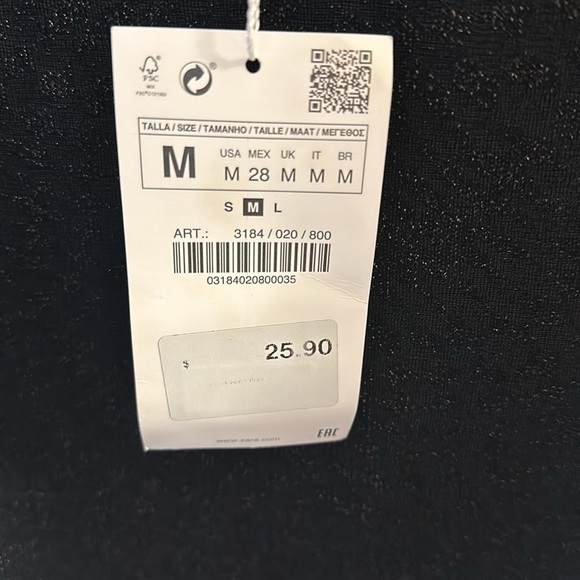 FSC
TALLA / SIZE / TAMANHO / TAILLE / MAAT / ΜΕΓΕΘΟΣ
M USA MEX UK IT BR
M 28 M M M
S M L
ART.: 3184 / 020 / 800
03184020800035
$ 25.90
www.zara.com
EAC